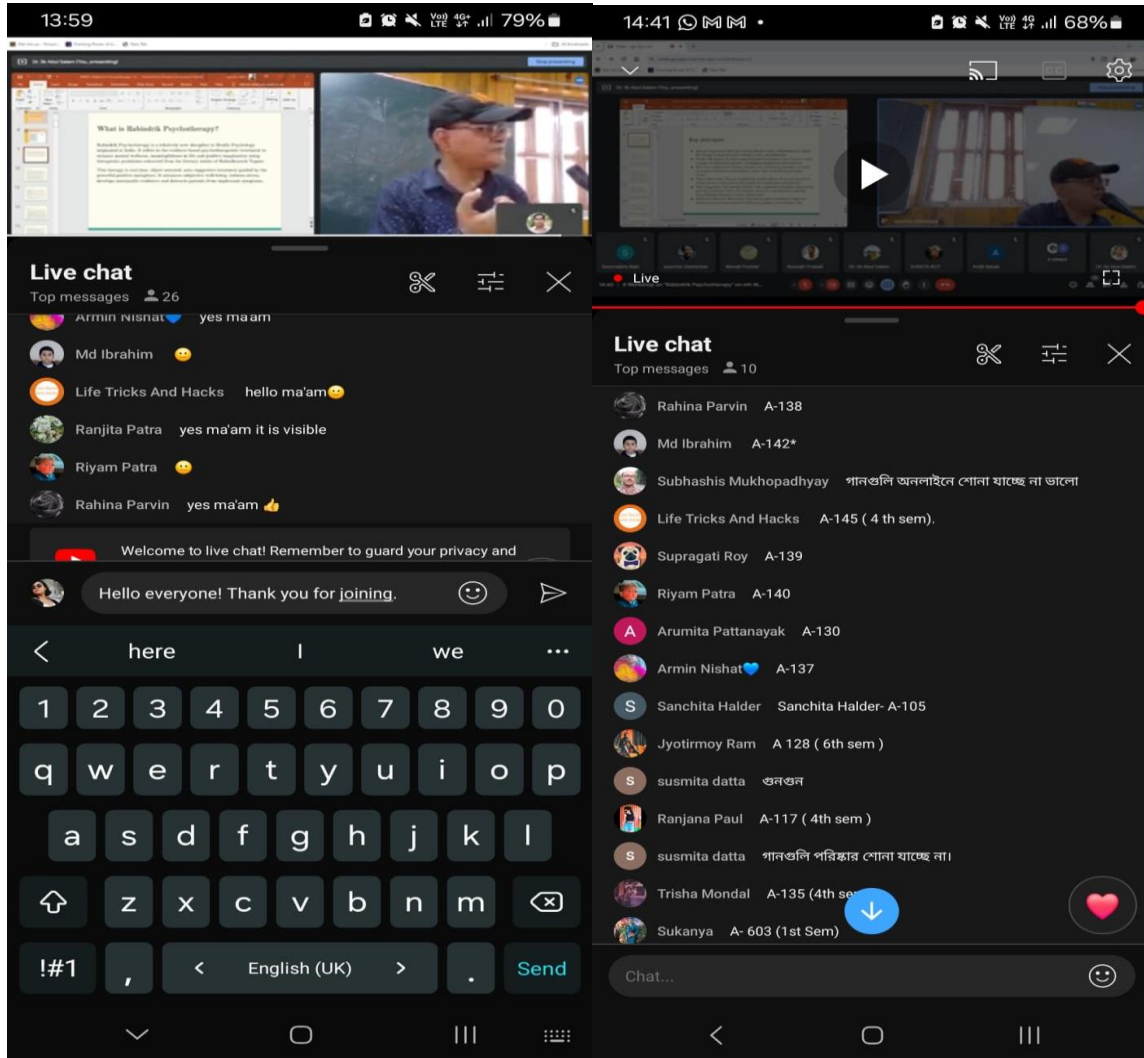 13:59
79%
What is Rabindrik Psychotherapy?
Live chat
Top messages 26
Armin Nishat💙 yes ma'am
Md Ibrahim 🙂
Life Tricks And Hacks hello ma'am🙂
Ranjita Patra yes ma'am it is visible
Riyam Patra 🙂
Rahina Parvin yes ma'am 👍
Welcome to live chat! Remember to guard your privacy and
Hello everyone! Thank you for joining.
here I we
1 2 3 4 5 6 7 8 9 0
q w e r t y u i o p
a s d f g h j k l
z x c v b n m
!#1 , < English (UK) > . Send
14:41
68%
Live
Live chat
Top messages 10
Rahina Parvin A-138
Md Ibrahim A-142*
Subhashis Mukhopadhyay গানগুলি অনলাইনে শোনা যাচ্ছে না ভালো
Life Tricks And Hacks A-145 ( 4 th sem).
Supragati Roy A-139
Riyam Patra A-140
A Arumita Pattanayak A-130
Armin Nishat💙 A-137
S Sanchita Halder Sanchita Halder- A-105
Jyotirmoy Ram A 128 ( 6th sem )
s susmita datta গুনগুন
Ranjana Paul A-117 ( 4th sem )
s susmita datta গানগুলি পরিষ্কার শোনা যাচ্ছে না।
Trisha Mondal A-135 (4th se
Sukanya A- 603 (1st Sem)
Chat...